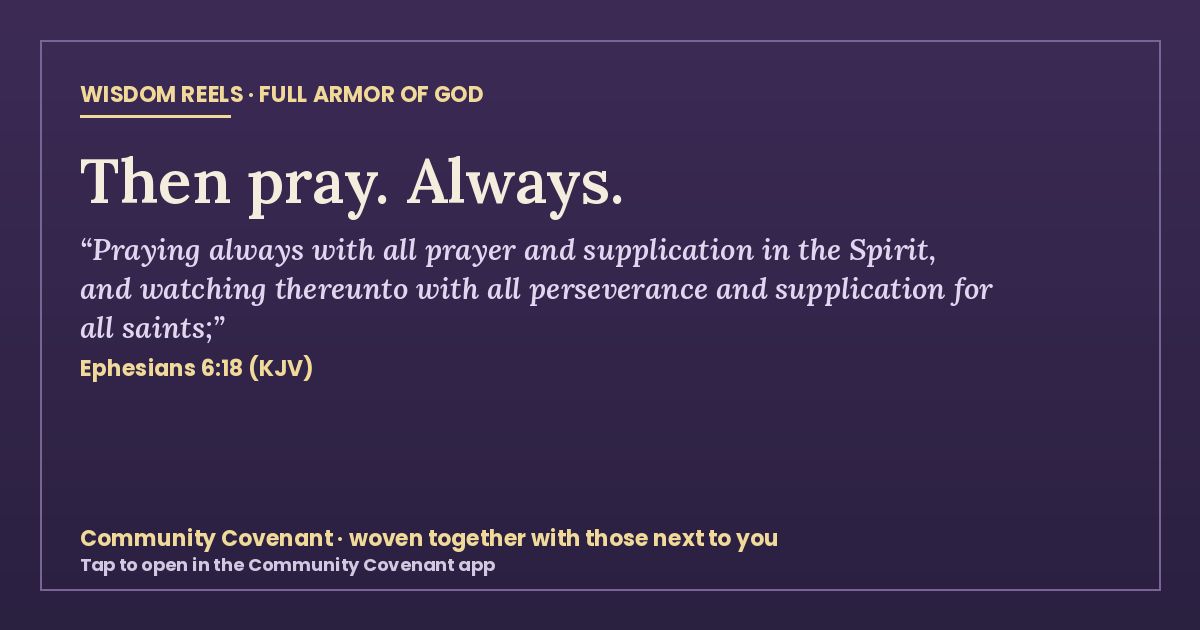 WISDOM REELS · FULL ARMOR OF GOD
Then pray. Always.
“Praying always with all prayer and supplication in the Spirit,
and watching thereunto with all perseverance and supplication for
all saints;”
Ephesians 6:18 (KJV)
Community Covenant · woven together with those next to you
Tap to open in the Community Covenant app